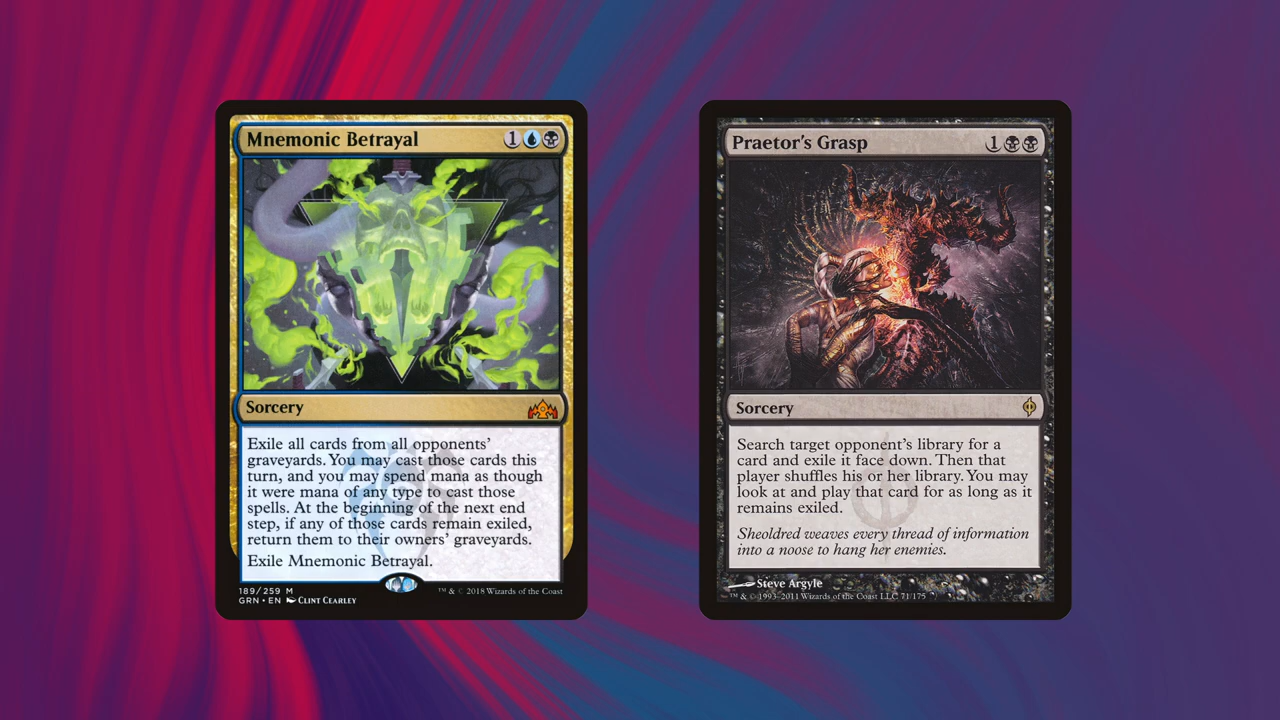 Mnemonic Betrayal 1
Sorcery
Exile all cards from all opponents'
graveyards. You may cast those cards this
turn, and you may spend mana as though
it were mana of any type to cast those
spells. At the beginning of the next end
step, if any of those cards remain exiled,
return them to their owners' graveyards.
Exile Mnemonic Betrayal.
189/259 M
GRN • EN CLINT CEARLEY
™ & © 2018 Wizards of the Coast
Praetor's Grasp 1
Sorcery
Search target opponent's library for a
card and exile it face down. Then that
player shuffles his or her library. You may
look at and play that card for as long as it
remains exiled.
Sheoldred weaves every thread of information
into a noose to hang her enemies.
Steve Argyle
™ & © 1993-2011 Wizards of the Coast LLC 71/175